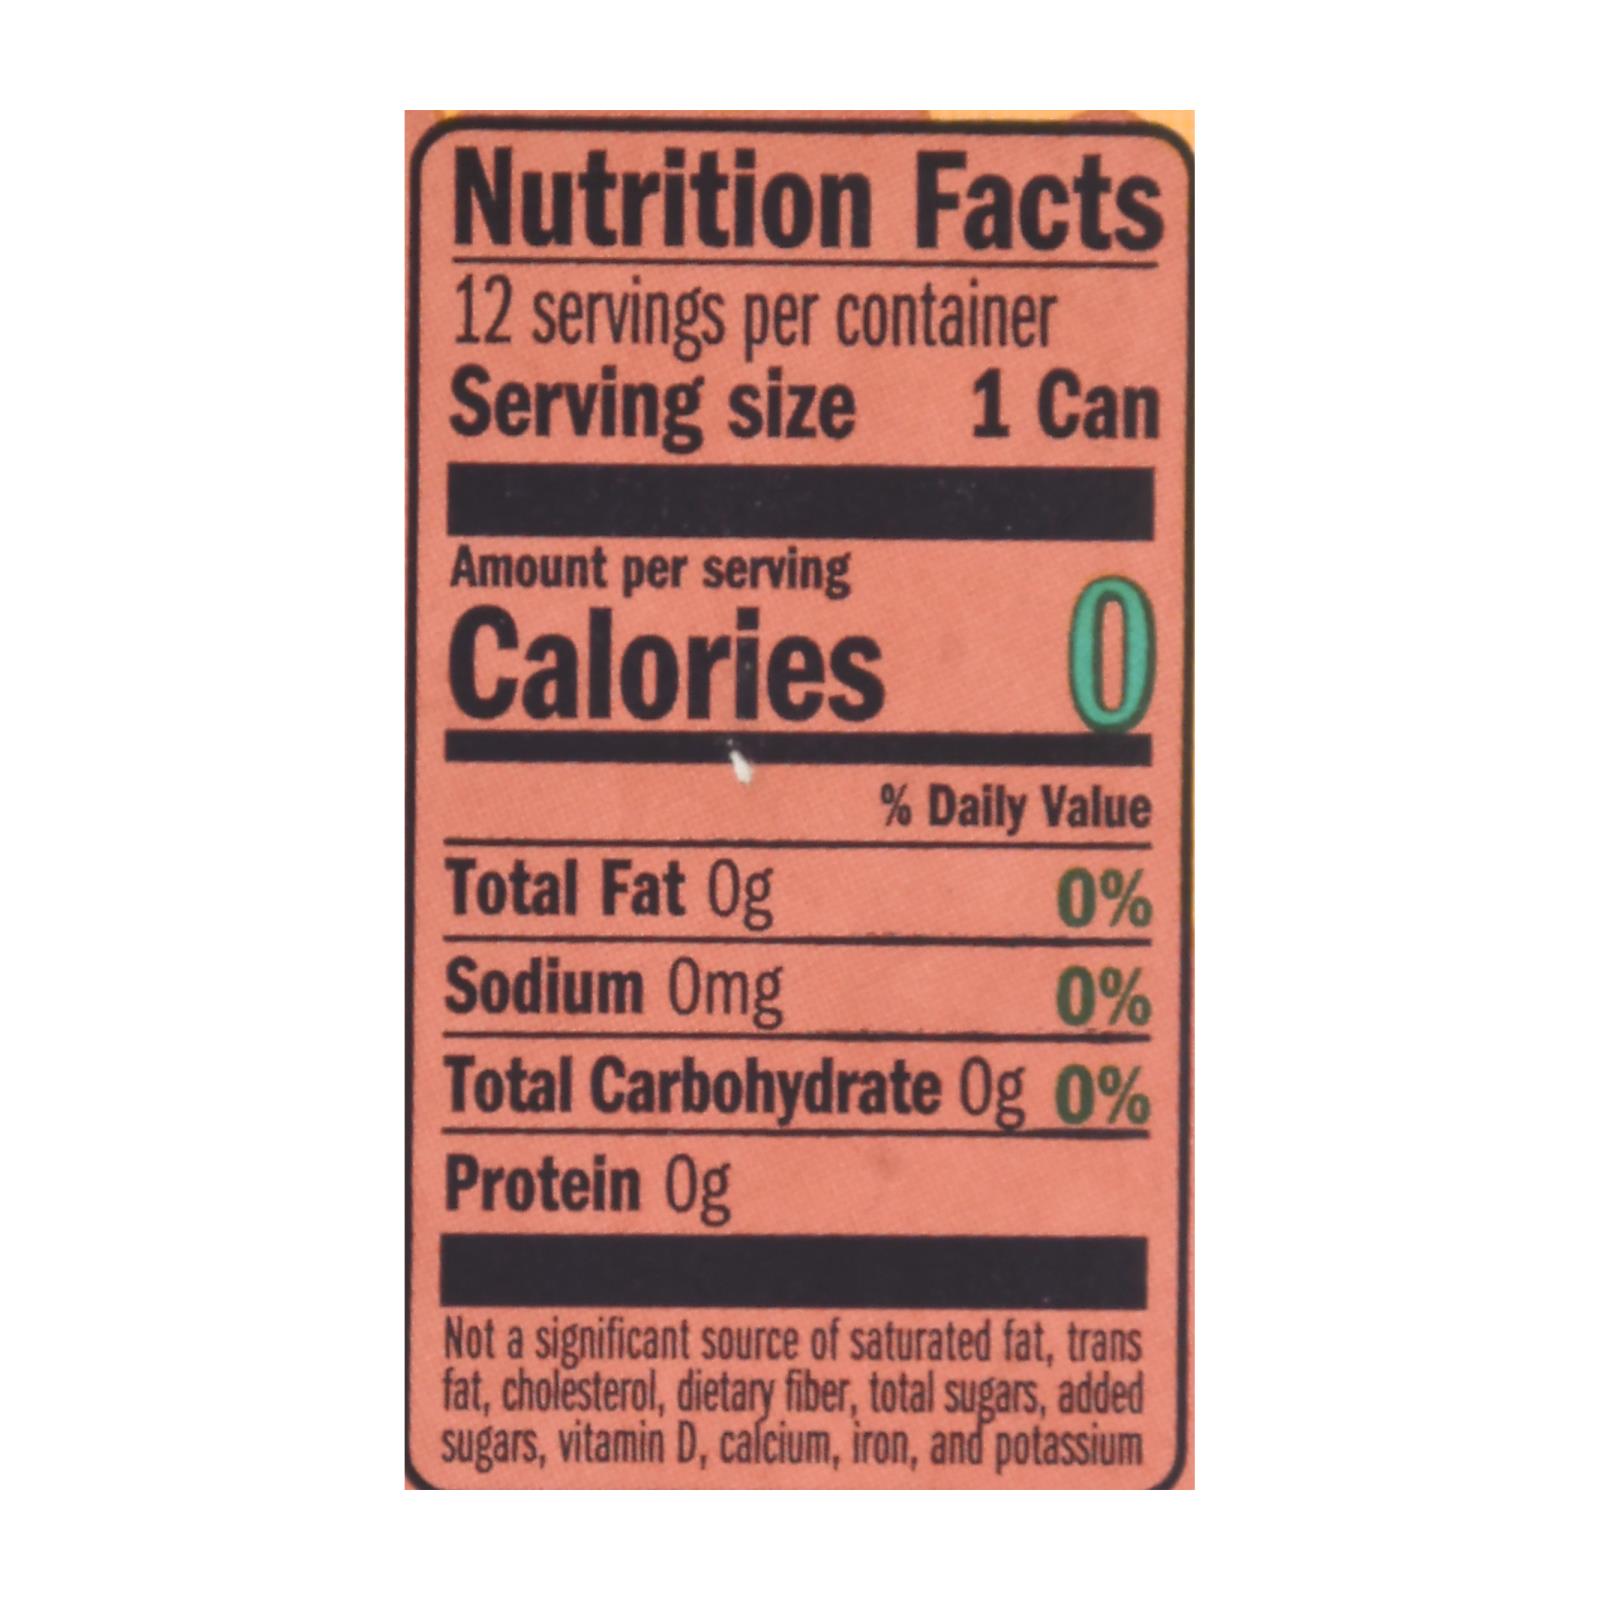 Nutrition Facts
12 servings per container
Serving size 1 Can
Amount per serving
Calories 0
% Daily Value
Total Fat 0g 0%
Sodium 0mg 0%
Total Carbohydrate 0g 0%
Protein 0g
Not a significant source of saturated fat, trans
fat, cholesterol, dietary fiber, total sugars, added
sugars, vitamin D, calcium, iron, and potassium